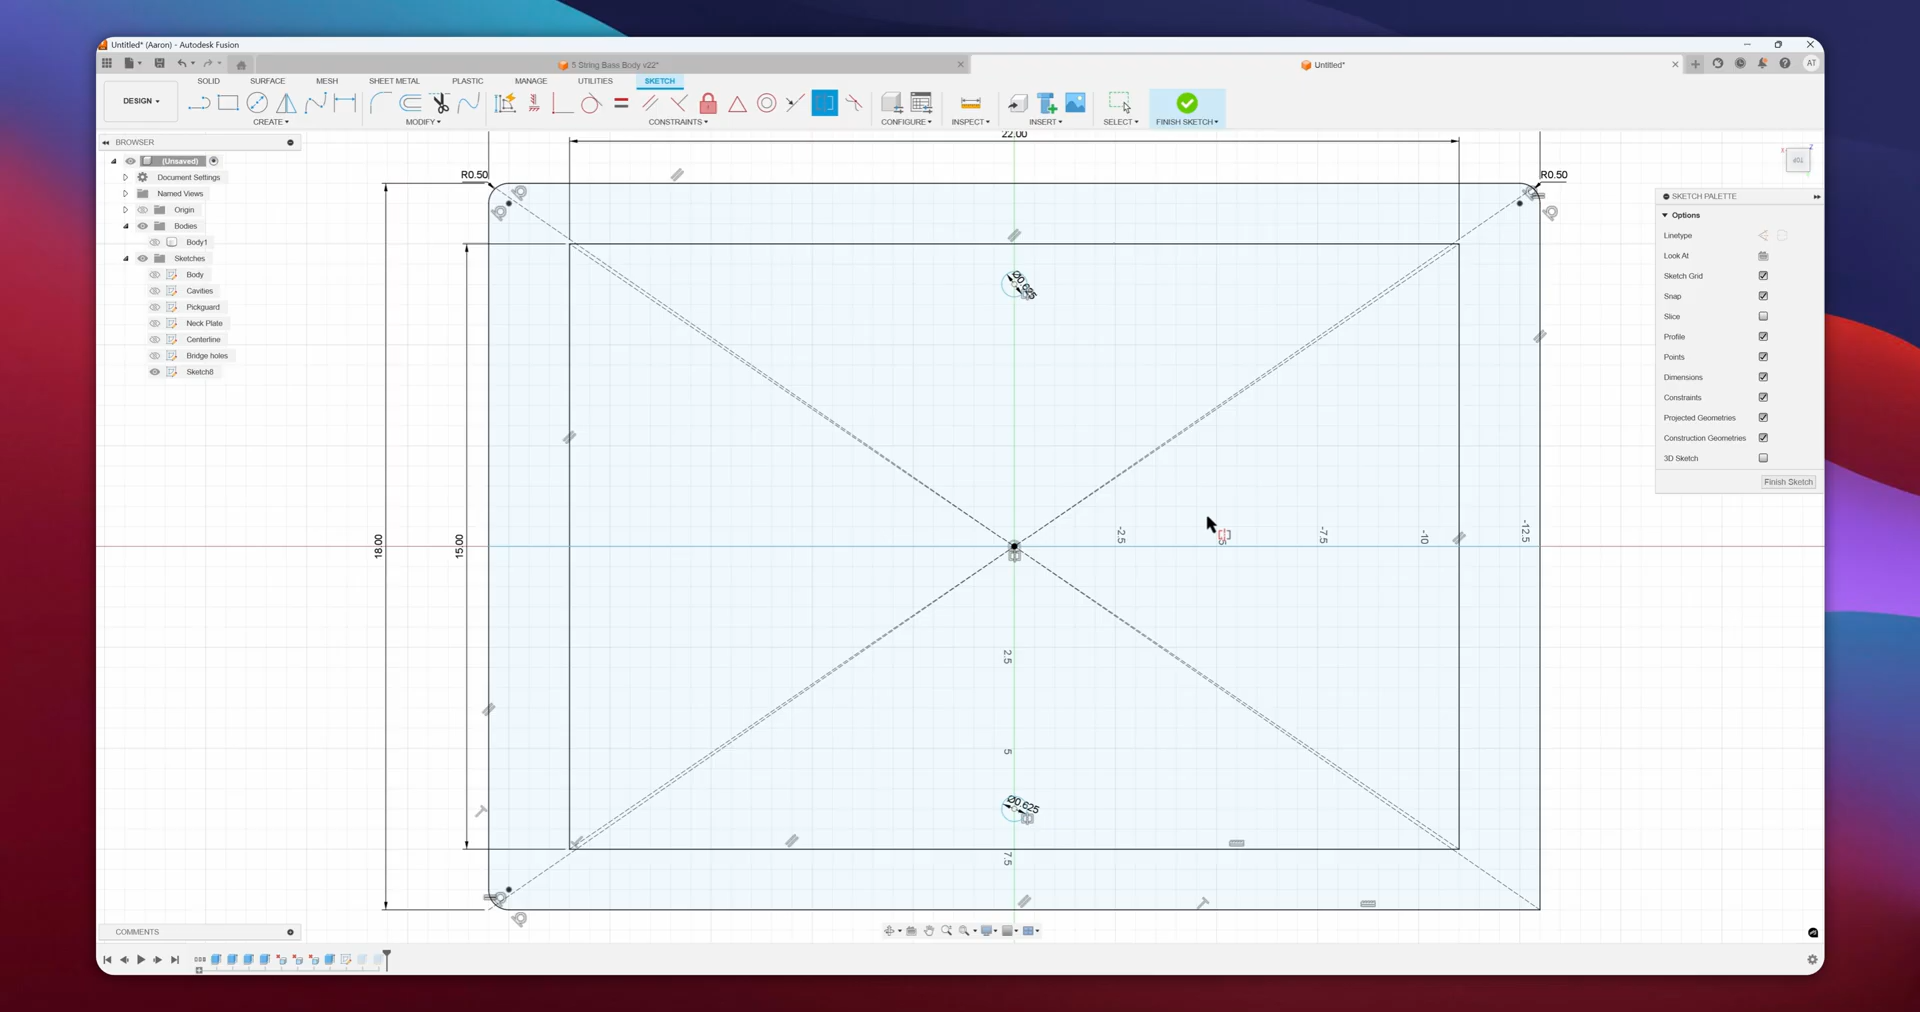 Untitled* (Aaron) - Autodesk Fusion
5 String Bass Body v22*
Untitled*
AT
DESIGN
SOLID
SURFACE
MESH
SHEET METAL
PLASTIC
MANAGE
UTILITIES
SKETCH
CREATE
MODIFY
CONSTRAINTS
CONFIGURE
INSPECT
INSERT
SELECT
FINISH SKETCH
BROWSER
(Unsaved)
Document Settings
Named Views
Origin
Bodies
Body1
Sketches
Body
Cavities
Pickguard
Neck Plate
Centerline
Bridge holes
Sketch8
22.00
R0.50
R0.50
Ø0.625
18.00
15.00
-2.5
-7.5
-10
-12.5
2.5
5
Ø0.625
7.5
SKETCH PALETTE
Options
Linetype
Look At
Sketch Grid
Snap
Slice
Profile
Points
Dimensions
Constraints
Projected Geometries
Construction Geometries
3D Sketch
Finish Sketch
COMMENTS